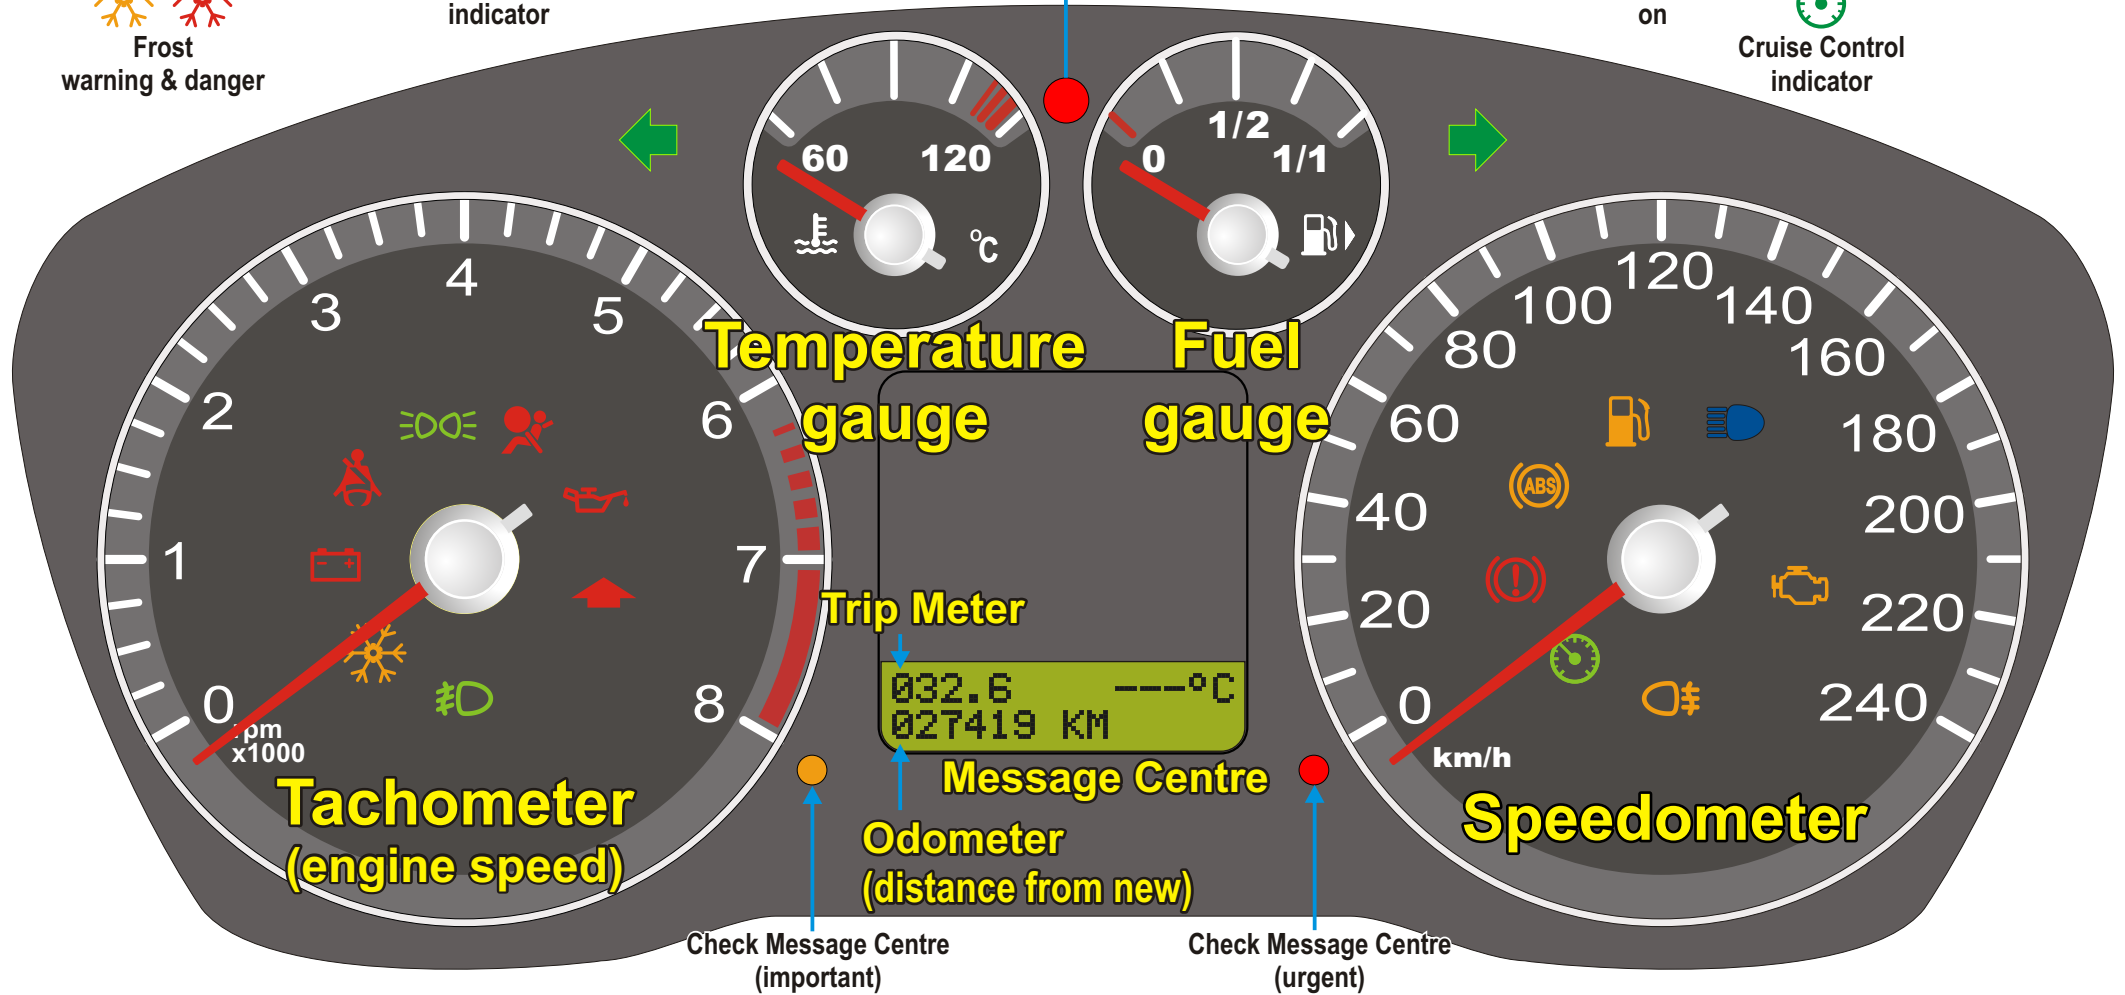 indicator
on
Frost
warning & danger
Cruise Control
indicator
60
120
°C
0
1/2
1/1
Temperature
gauge
Fuel
gauge
0
1
2
3
4
5
6
7
8
rpm
x1000
Tachometer
(engine speed)
Trip Meter
032.6 ---°C
027419 KM
Message Centre
Odometer
(distance from new)
0
20
40
60
80
100
120
140
160
180
200
220
240
km/h
ABS
Speedometer
Check Message Centre
(important)
Check Message Centre
(urgent)